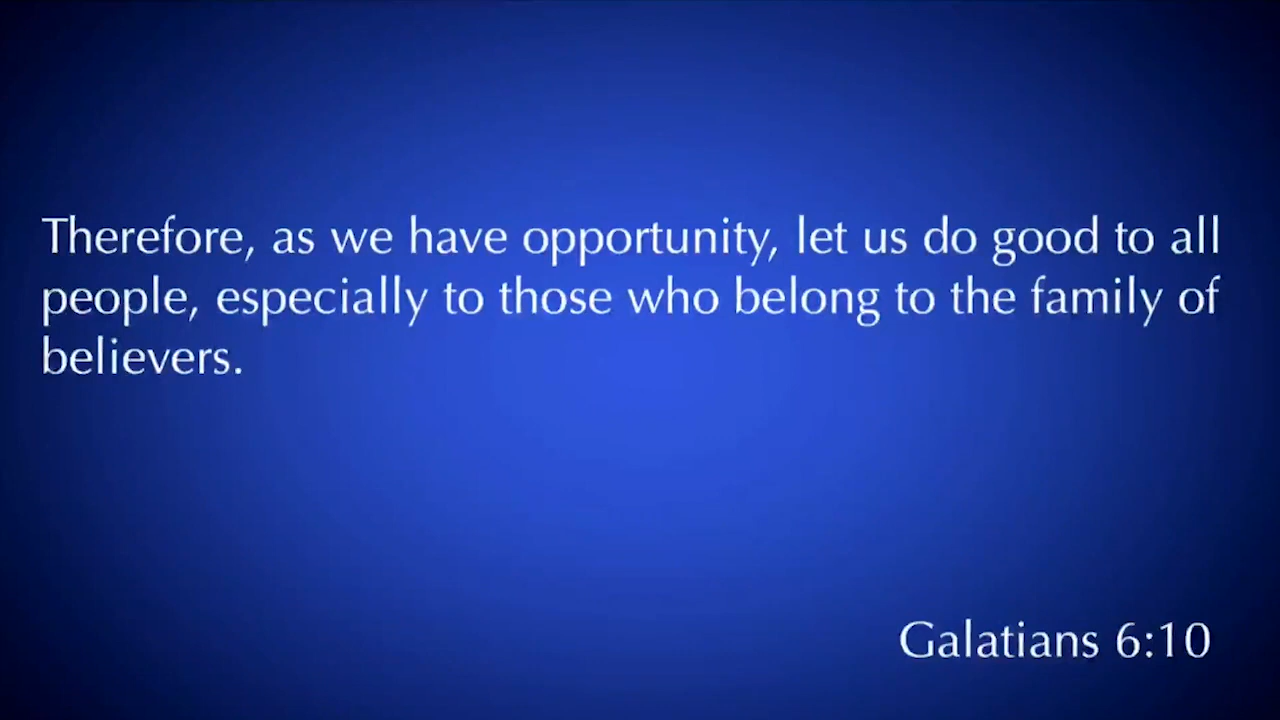 Therefore, as we have opportunity, let us do good to all
people, especially to those who belong to the family of
believers.
Galatians 6:10